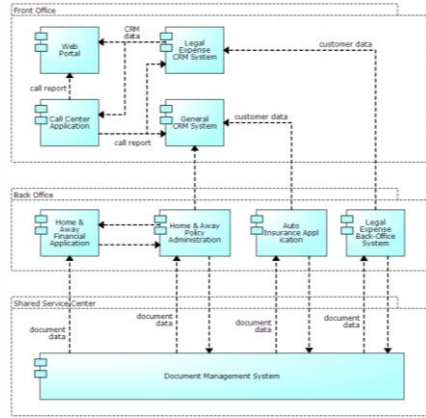 Front Office
Web
Portal
CRM
data
Legal
Expense
CRM System
customer data
call report
Call Center
Application
General
CRM System
customer data
call report
Back Office
Home &
Away
Financial
Application
Home & Away
Policy
Administration
Auto
Insurance Appl
ication
Legal
Expense
Back-Office
System
Shared Service Center
document
data
document
data
document
data
document
data
Document Management System